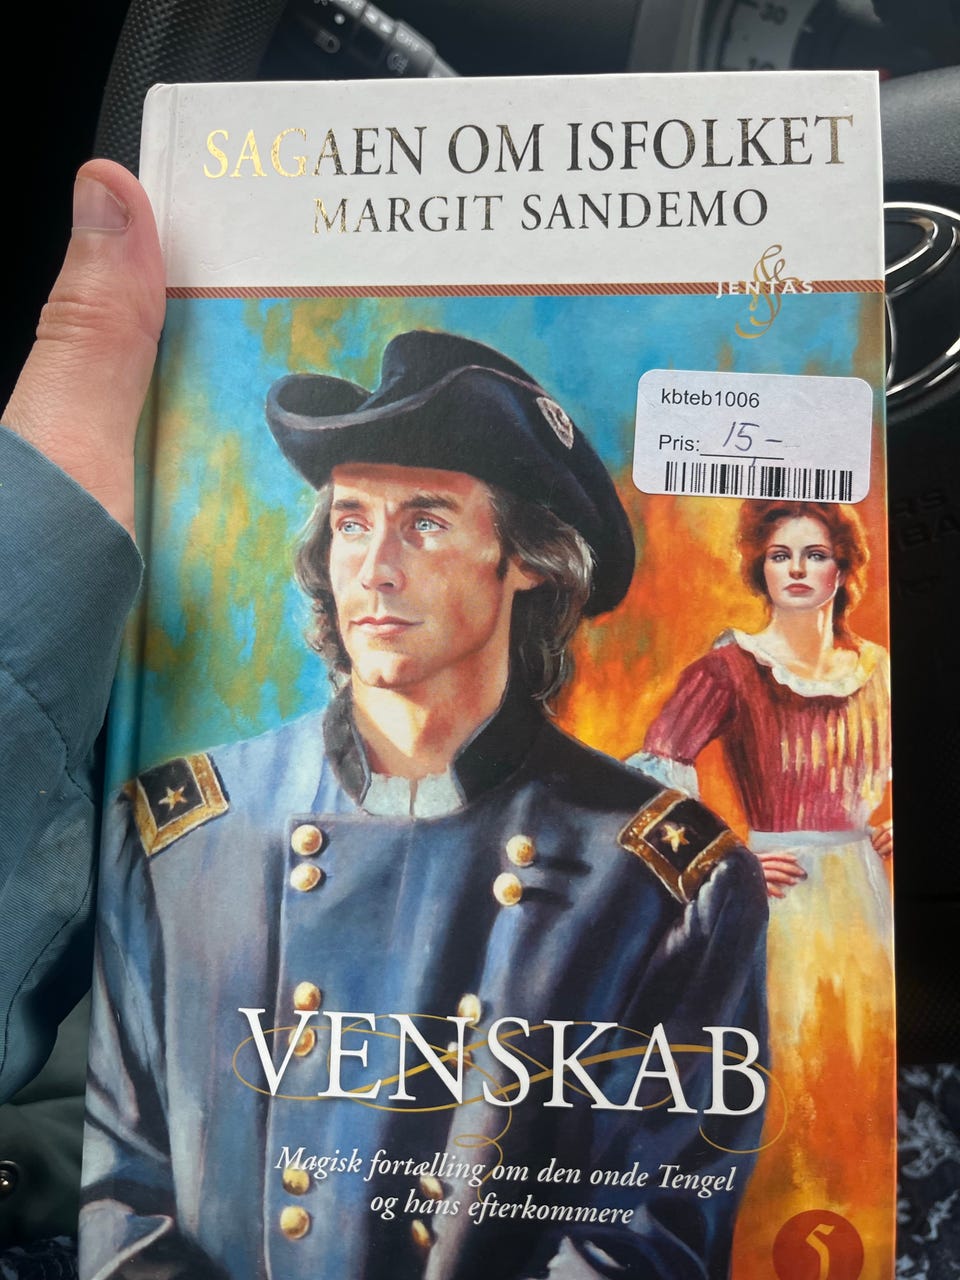 SAGAEN OM ISFOLKET
MARGIT SANDEMO
JENTAS
kbteb1006
Pris: 15-
VENSKAB
Magisk fortælling om den onde Tengel
og hans efterkommere
5
30